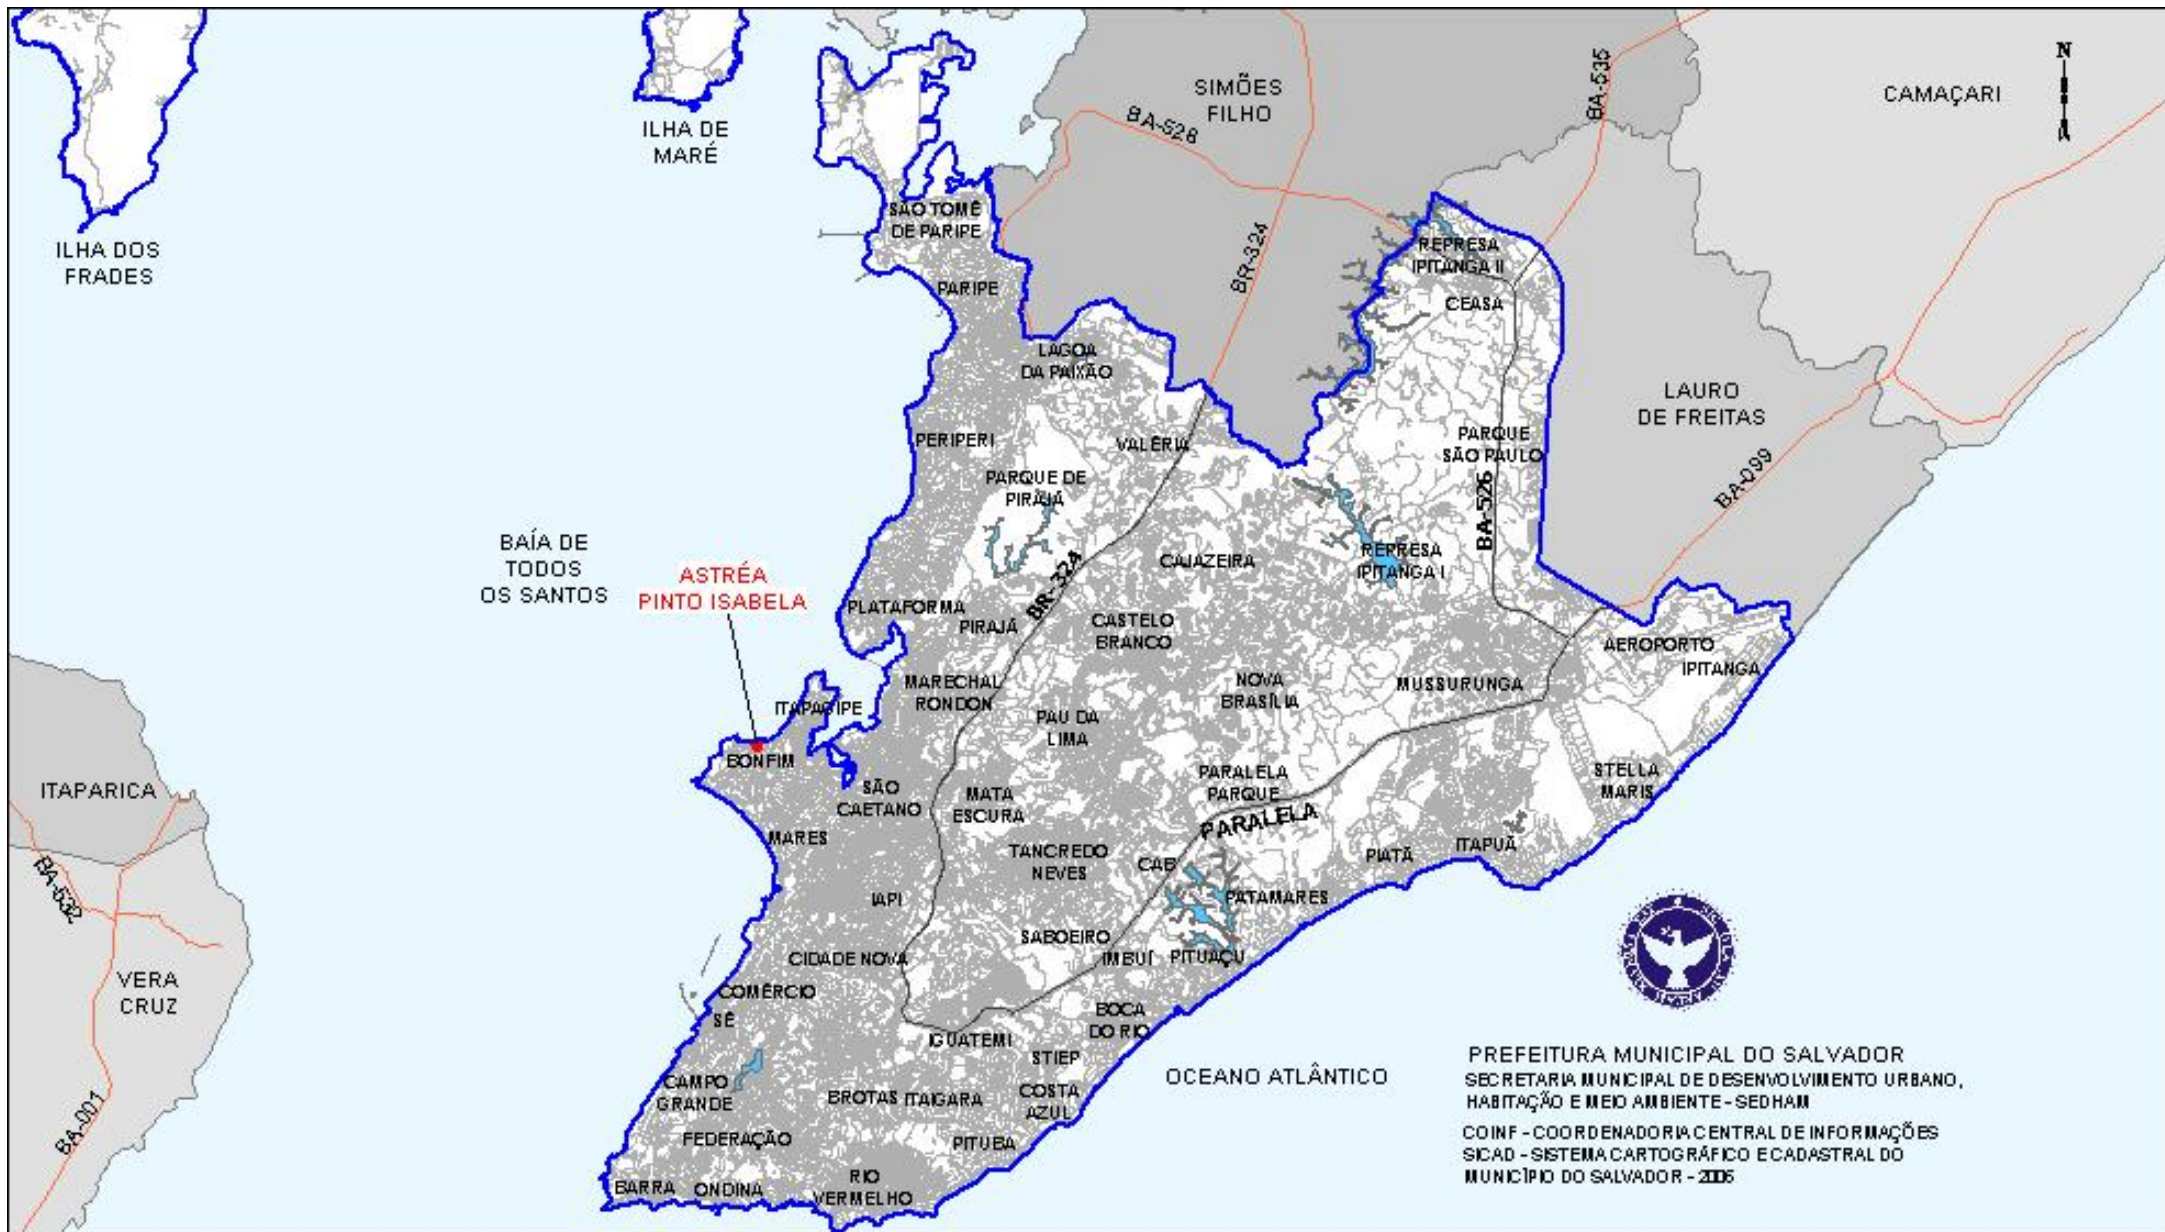 N
SIMÕES
FILHO
CAMAÇARI
BA-535
BA-528
ILHA DE
MARÉ
SÃO TOMÉ
DE PARIPE
ILHA DOS
FRADES
BR-324
REPRESA
IPITANGA II
PARIPE
CEASA
LAGOA
DA PAIXÃO
LAURO
DE FREITAS
PERIPERI
VALÉRIA
PARQUE
SÃO PAULO
PARQUE DE
PIRAJÁ
BA-099
BA-526
BAÍA DE
TODOS
OS SANTOS
ASTRÉA
PINTO ISABELA
BR-324
CAJAZEIRA
REPRESA
IPITANGA I
PLATAFORMA
PIRAJÁ
CASTELO
BRANCO
AEROPORTO
IPITANGA
MARECHAL
RONDON
NOVA
BRASÍLIA
MUSSURUNGA
ITAPAGIPE
PAU DA
LIMA
BONFIM
PARALELA
PARQUE
STELLA
MARIS
ITAPARICA
SÃO
CAETANO
MATA
ESCURA
PARALELA
MARES
TANCREDO
NEVES
CAB
PIATÃ
ITAPUÃ
BA-532
IAPI
PATAMARES
SABOEIRO
CIDADE NOVA
IMBUÍ
PITUAÇU
VERA
CRUZ
COMÉRCIO
SÉ
BOCA
DO RIO
IGUATEMI
STIEP
OCEANO ATLÂNTICO
CAMPO
GRANDE
BROTAS
ITAIGARA
COSTA
AZUL
BA-001
FEDERAÇÃO
PITUBA
BARRA
ONDINA
RIO
VERMELHO
PREFEITURA MUNICIPAL DO SALVADOR
SECRETARIA MUNICIPAL DE DESENVOLVIMENTO URBANO,
HABITAÇÃO E MEIO AMBIENTE - SEDHAM
COINF - COORDENADORIA CENTRAL DE INFORMAÇÕES
SICAD - SISTEMA CARTOGRÁFICO E CADASTRAL DO
MUNICÍPIO DO SALVADOR - 2006